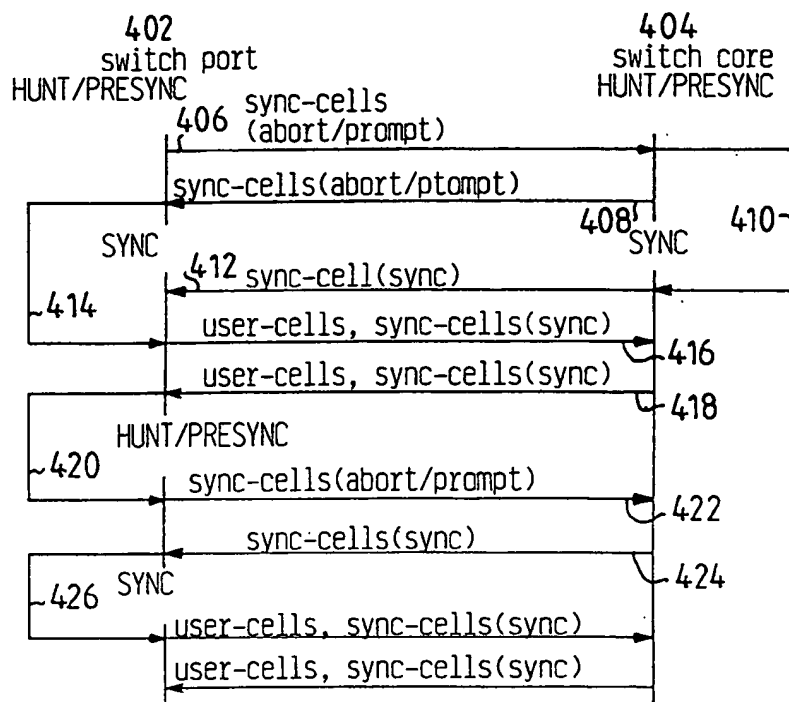 402
switch port
HUNT/PRESYNC
404
switch core
HUNT/PRESYNC
406
sync-cells
(abort/prompt)
sync-cells(abort/ptompt)
408
410
SYNC
SYNC
412
sync-cell(sync)
414
user-cells, sync-cells(sync)
416
user-cells, sync-cells(sync)
418
HUNT/PRESYNC
420
sync-cells(abort/prompt)
422
sync-cells(sync)
424
SYNC
426
user-cells, sync-cells(sync)
user-cells, sync-cells(sync)